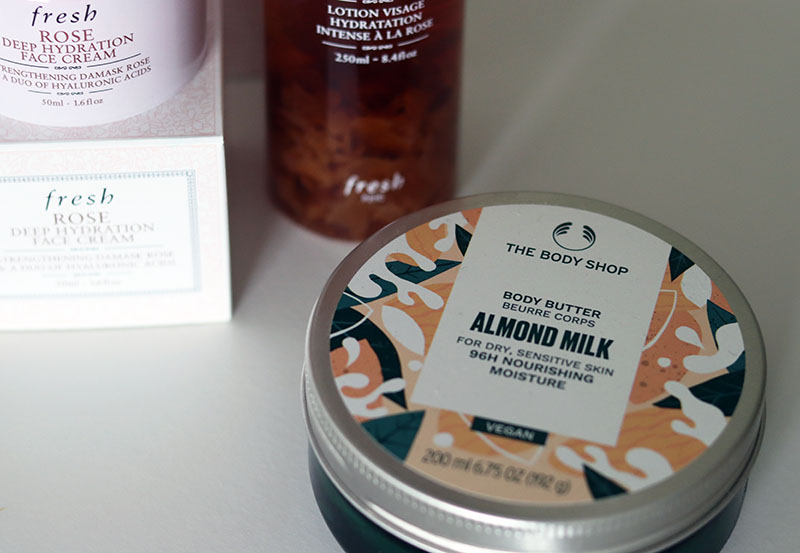 fresh
ROSE
DEEP HYDRATION
FACE CREAM
STRENGTHENING DAMASK ROSE
A DUO OF HYALURONIC ACIDS
50ml - 1.6fl oz
fresh
ROSE
DEEP HYDRATION
FACE CREAM
STRENGTHENING DAMASK ROSE
& A DUO OF HYALURONIC ACIDS
LOTION VISAGE
HYDRATATION
INTENSE À LA ROSE
250ml - 8.4fl oz
fresh
THE BODY SHOP
BODY BUTTER
BEURRE CORPS
ALMOND MILK
FOR DRY, SENSITIVE SKIN
96H NOURISHING
MOISTURE
VEGAN
200 ml 6.75 OZ (192 g)